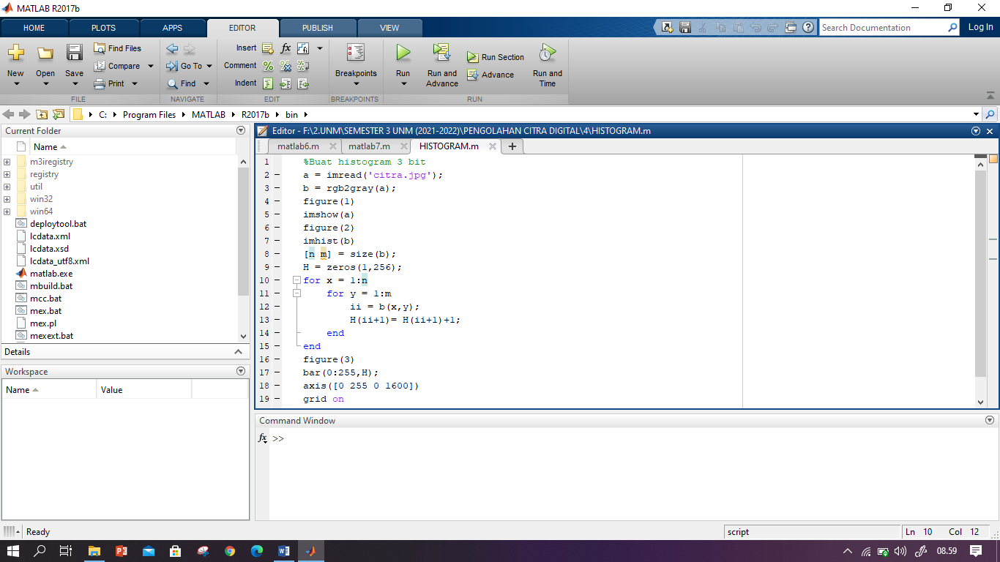 MATLAB R2017b
HOME PLOTS APPS EDITOR PUBLISH VIEW
Search Documentation
Log In
New
Open
Save
Find Files
Compare
Print
FILE
Go To
Find
NAVIGATE
Insert
Comment
Indent
EDIT
Breakpoints
BREAKPOINTS
Run
Run and
Advance
Run Section
Advance
Run and
Time
RUN
C: Program Files MATLAB R2017b bin
Current Folder
Name
m3iregistry
registry
util
win32
win64
deploytool.bat
lcdata.xml
lcdata.xsd
lcdata_utf8.xml
matlab.exe
mbuild.bat
mcc.bat
mex.bat
mex.pl
mexext.bat
Details
Workspace
Name Value
Editor - F:\2.UNM\SEMESTER 3 UNM (2021-2022)\PENGOLAHAN CITRA DIGITAL\4\HISTOGRAM.m
matlab6.m matlab7.m HISTOGRAM.m
1 %Buat histogram 3 bit
2 – a = imread('citra.jpg');
3 – b = rgb2gray(a);
4 – figure(1)
5 – imshow(a)
6 – figure(2)
7 – imhist(b)
8 – [n m] = size(b);
9 – H = zeros(1,256);
10 – for x = 1:n
11 – for y = 1:m
12 – ii = b(x,y);
13 – H(ii+1)= H(ii+1)+1;
14 – end
15 – end
16 – figure(3)
17 – bar(0:255,H);
18 – axis([0 255 0 1600])
19 – grid on
Command Window
fx >>
Ready
script
Ln 10 Col 12
08.59